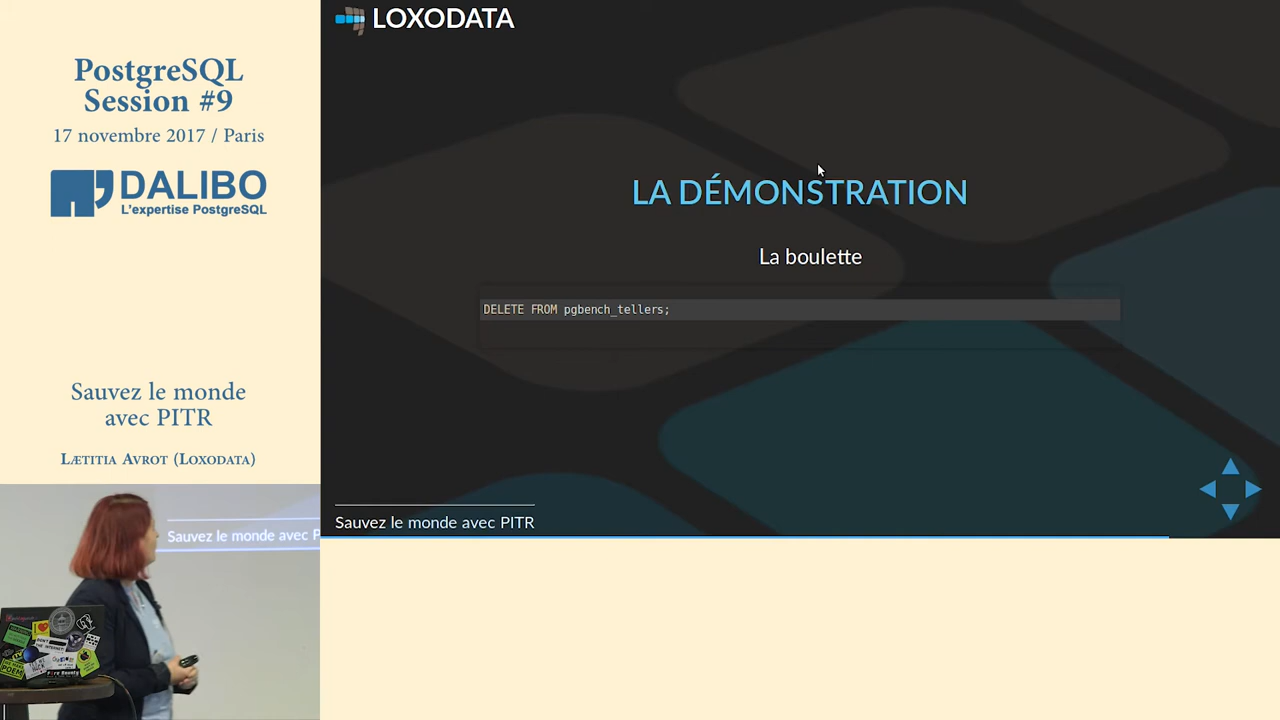 PostgreSQL
Session #9
17 novembre 2017 / Paris
DALIBO
L'expertise PostgreSQL
Sauvez le monde
avec PITR
Lætitia Avrot (Loxodata)
LOXODATA
LA DÉMONSTRATION
La boulette
DELETE FROM pgbench_tellers;
Sauvez le monde avec PITR
Sauvez le monde avec P